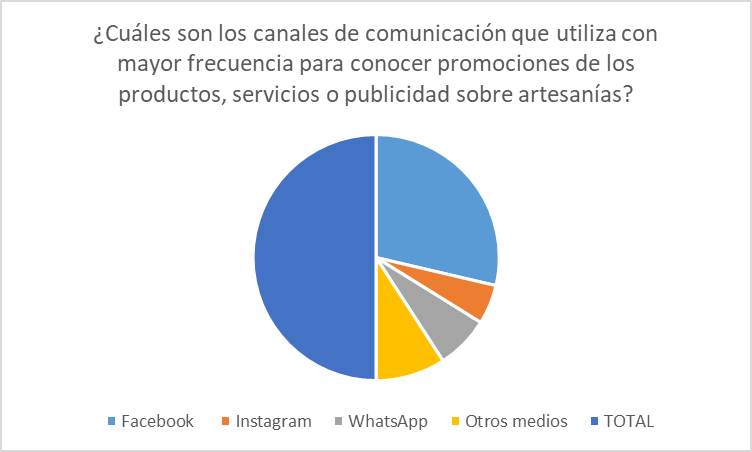 ¿Cuáles son los canales de comunicación que utiliza con
mayor frecuencia para conocer promociones de los
productos, servicios o publicidad sobre artesanías?
Facebook Instagram WhatsApp Otros medios TOTAL